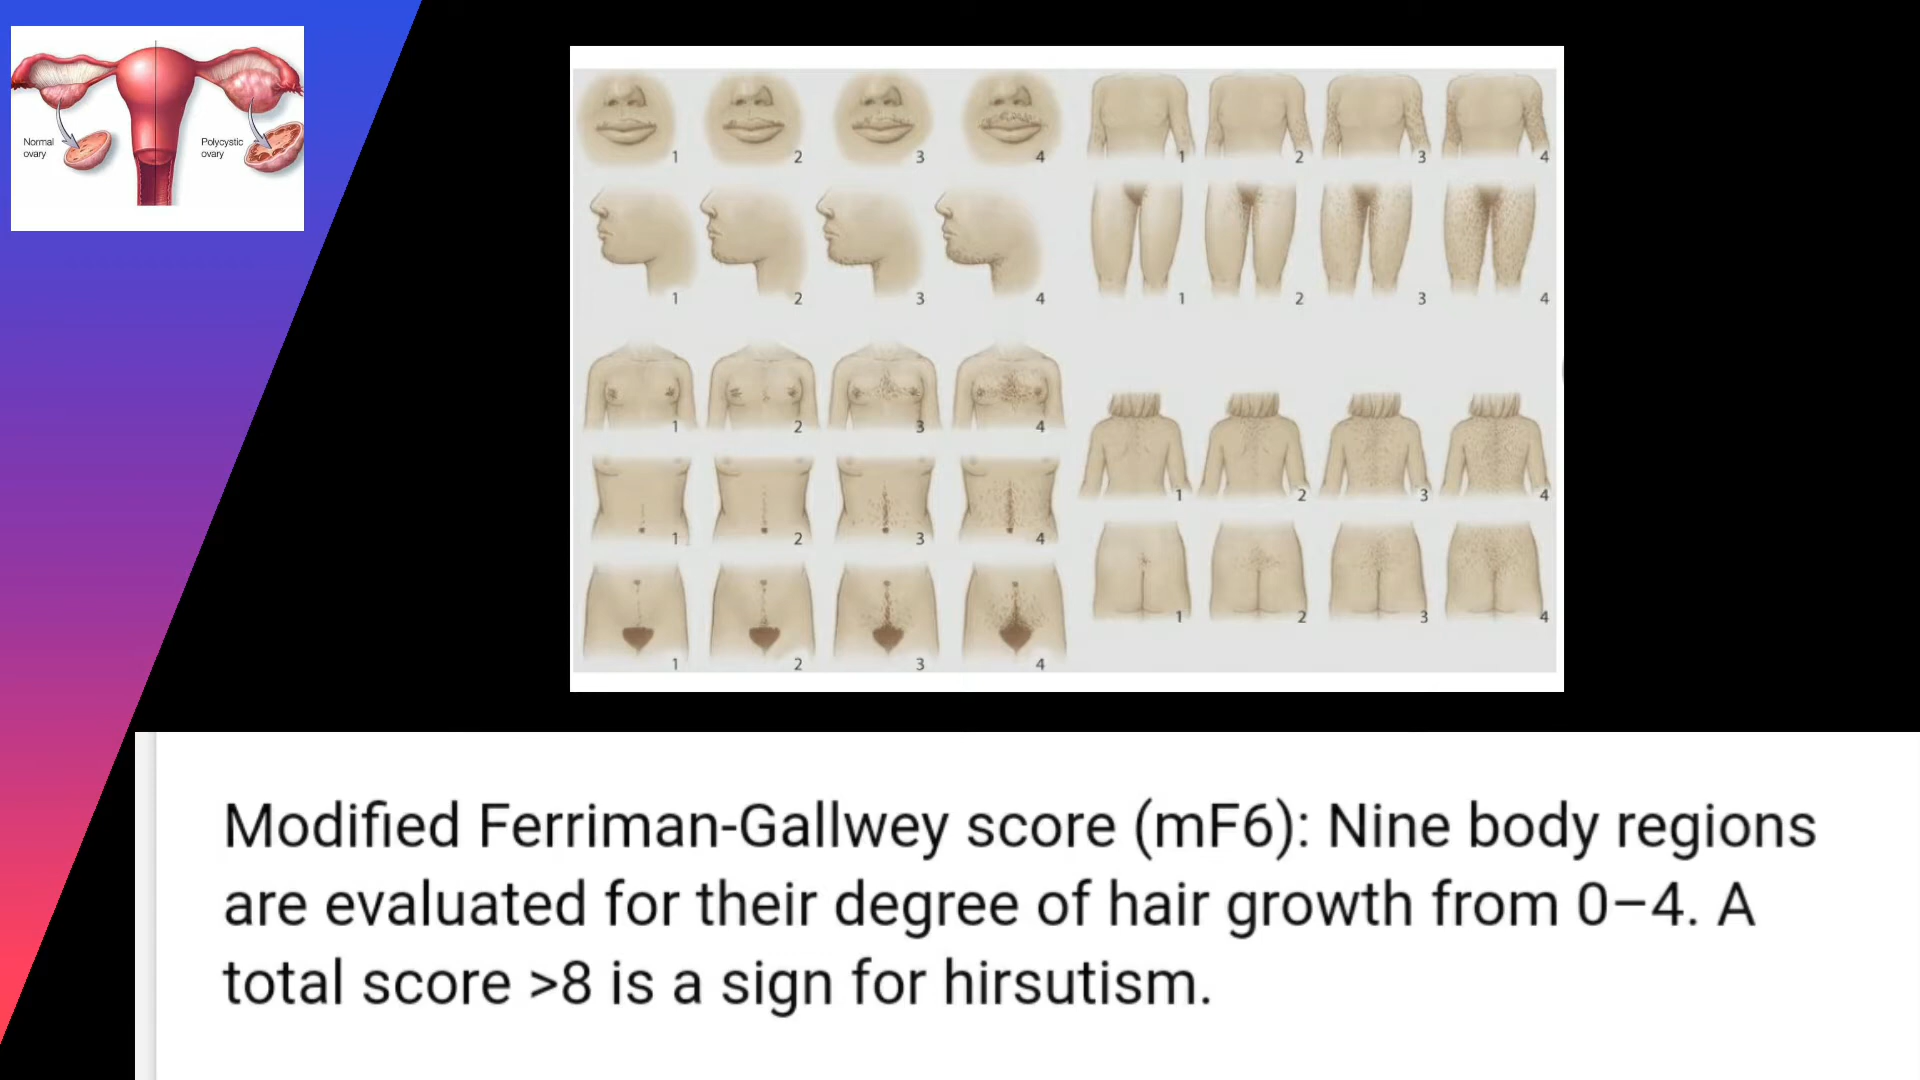 Normal
ovary
Polycystic
ovary
1 2 3 4 1 2 3 4
1 2 3 4 1 2 3 4
1 2 3 4 1 2 3 4
1 2 3 4 1 2 3 4
1 2 3 4
Modified Ferriman-Gallwey score (mF6): Nine body regions
are evaluated for their degree of hair growth from 0–4. A
total score >8 is a sign for hirsutism.